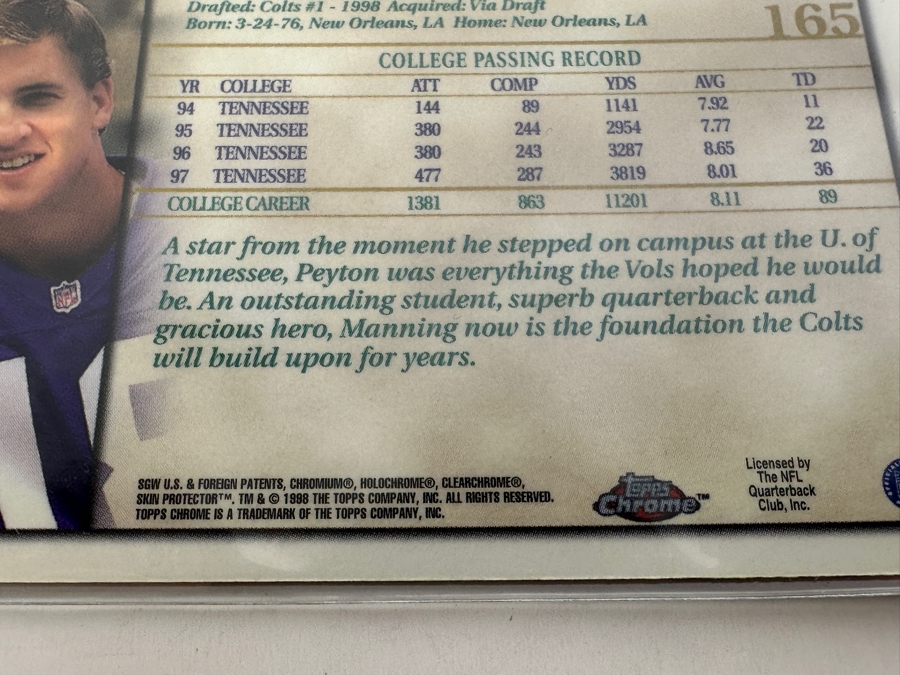 Drafted: Colts #1 - 1998 Acquired: Via Draft
Born: 3-24-76, New Orleans, LA Home: New Orleans, LA
165
COLLEGE PASSING RECORD
YR COLLEGE ATT COMP YDS AVG TD
94 TENNESSEE 144 89 1141 7.92 11
95 TENNESSEE 380 244 2954 7.77 22
96 TENNESSEE 380 243 3287 8.65 20
97 TENNESSEE 477 287 3819 8.01 36
COLLEGE CAREER 1381 863 11201 8.11 89
A star from the moment he stepped on campus at the U. of
Tennessee, Peyton was everything the Vols hoped he would
be. An outstanding student, superb quarterback and
gracious hero, Manning now is the foundation the Colts
will build upon for years.
NFL
SGW U.S. & FOREIGN PATENTS, CHROMIUM®, HOLOCHROME®, CLEARCHROME®,
SKIN PROTECTOR™. TM & © 1998 THE TOPPS COMPANY, INC. ALL RIGHTS RESERVED.
TOPPS CHROME IS A TRADEMARK OF THE TOPPS COMPANY, INC.
TOPPS
Chrome™
Licensed by
The NFL
Quarterback
Club, Inc.